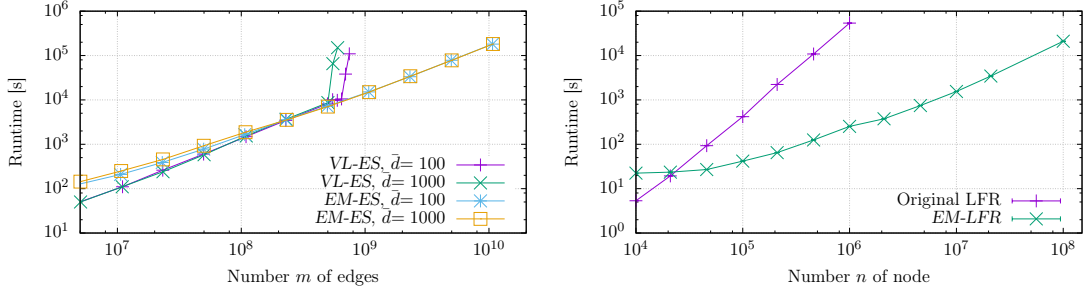 10^6
10^5
10^4
10^3
10^2
10^1
Runtime [s]
10^7
10^8
10^9
10^10
Number m of edges
VL-ES, d̄= 100
VL-ES, d̄= 1000
EM-ES, d̄= 100
EM-ES, d̄= 1000
10^5
10^4
10^3
10^2
10^1
10^0
Runtime [s]
10^4
10^5
10^6
10^7
10^8
Number n of node
Original LFR
EM-LFR